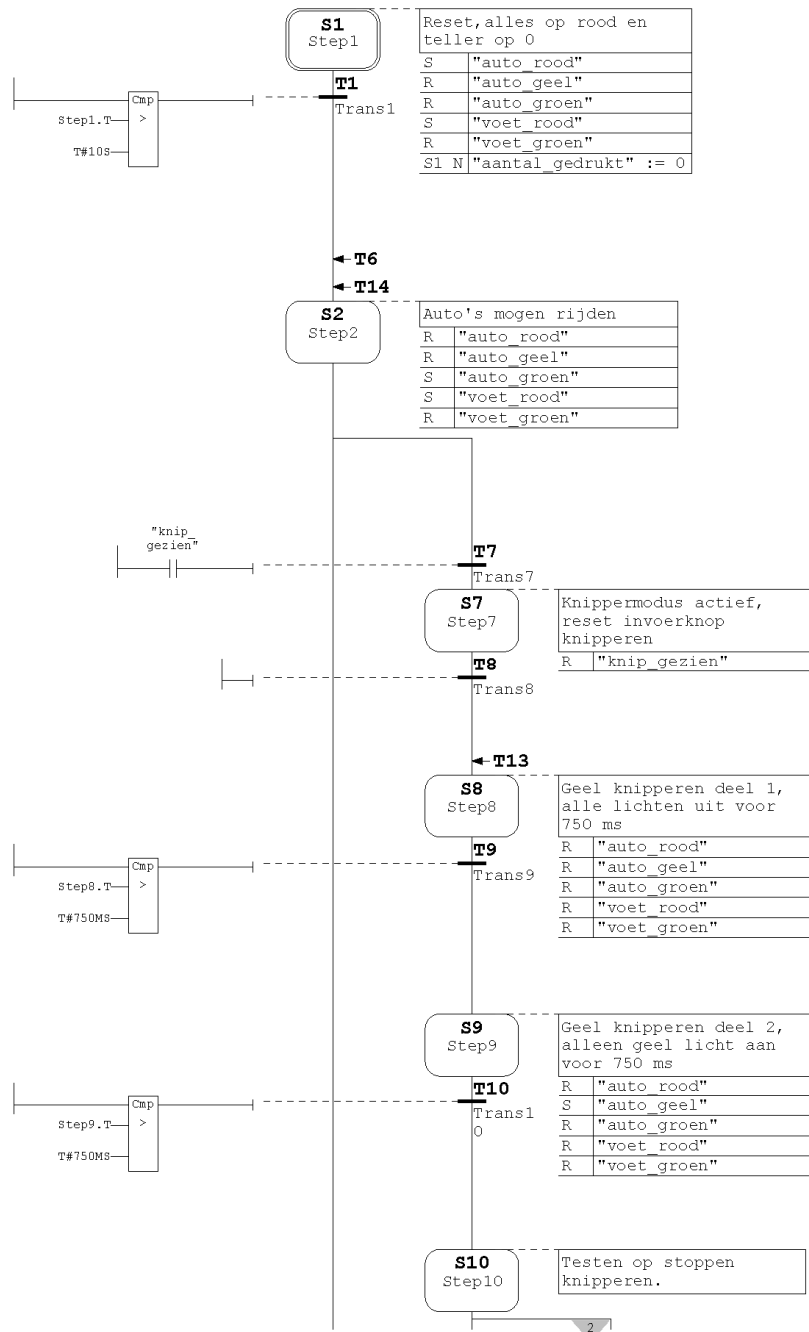 S1
Step1
Reset,alles op rood en
teller op 0
S "auto_rood"
R "auto_geel"
R "auto_groen"
S "voet_rood"
R "voet_groen"
S1 N "aantal_gedrukt" := 0
T1
Trans1
Cmp
>
Step1.T
T#10S
T6
T14
S2
Step2
Auto's mogen rijden
R "auto_rood"
R "auto_geel"
S "auto_groen"
S "voet_rood"
R "voet_groen"
"knip_
gezien"
T7
Trans7
S7
Step7
Knippermodus actief,
reset invoerknop
knipperen
R "knip_gezien"
T8
Trans8
T13
S8
Step8
Geel knipperen deel 1,
alle lichten uit voor
750 ms
R "auto_rood"
R "auto_geel"
R "auto_groen"
R "voet_rood"
R "voet_groen"
T9
Trans9
Cmp
>
Step8.T
T#750MS
S9
Step9
Geel knipperen deel 2,
alleen geel licht aan
voor 750 ms
R "auto_rood"
S "auto_geel"
R "auto_groen"
R "voet_rood"
R "voet_groen"
T10
Trans1
0
Cmp
>
Step9.T
T#750MS
S10
Step10
Testen op stoppen
knipperen.
2